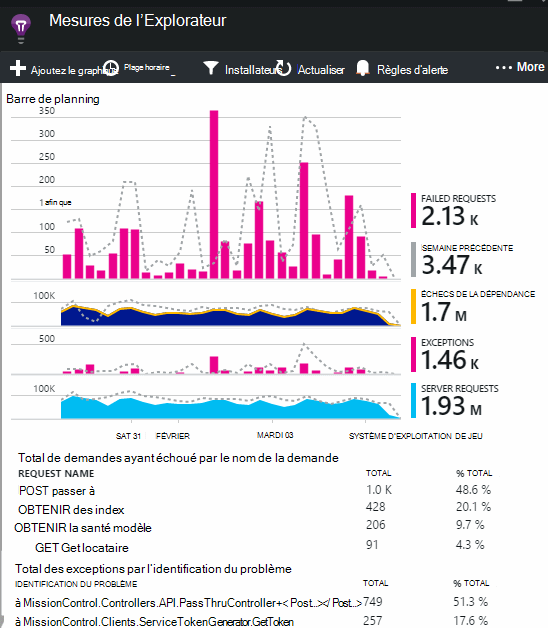 Mesures de l'Explorateur
Ajoutez le graphique
Plage horaire _
Installateurs
Actualiser
Règles d'alerte
More
Barre de planning
350
300
250
200
1 afin que
100
50
FAILED REQUESTS
2.13 K
SEMAINE PRÉCÉDENTE
3.47 K
100K
ÉCHECS DE LA DÉPENDANCE
1.7 M
500
EXCEPTIONS
1.46 K
100K
SERVER REQUESTS
1.93 M
SAT 31 FÉVRIER MARDI 03 SYSTÈME D'EXPLOITATION DE JEU
Total de demandes ayant échoué par le nom de la demande
REQUEST NAME TOTAL % TOTAL
POST passer à 1.0 K 48.6 %
OBTENIR des index 428 20.1 %
OBTENIR la santé modèle 206 9.7 %
GET Get locataire 91 4.3 %
Total des exceptions par l'identification du problème
IDENTIFICATION DU PROBLÈME TOTAL % TOTAL
à MissionControl.Controllers.API.PassThruController+< Post...></ Post...> 749 51.3 %
à MissionControl.Clients.ServiceTokenGenerator.GetToken 257 17.6 %